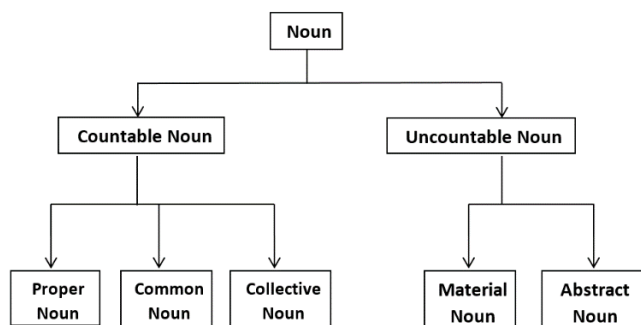 Noun
Countable Noun
Uncountable Noun
Proper
Noun
Common
Noun
Collective
Noun
Material
Noun
Abstract
Noun